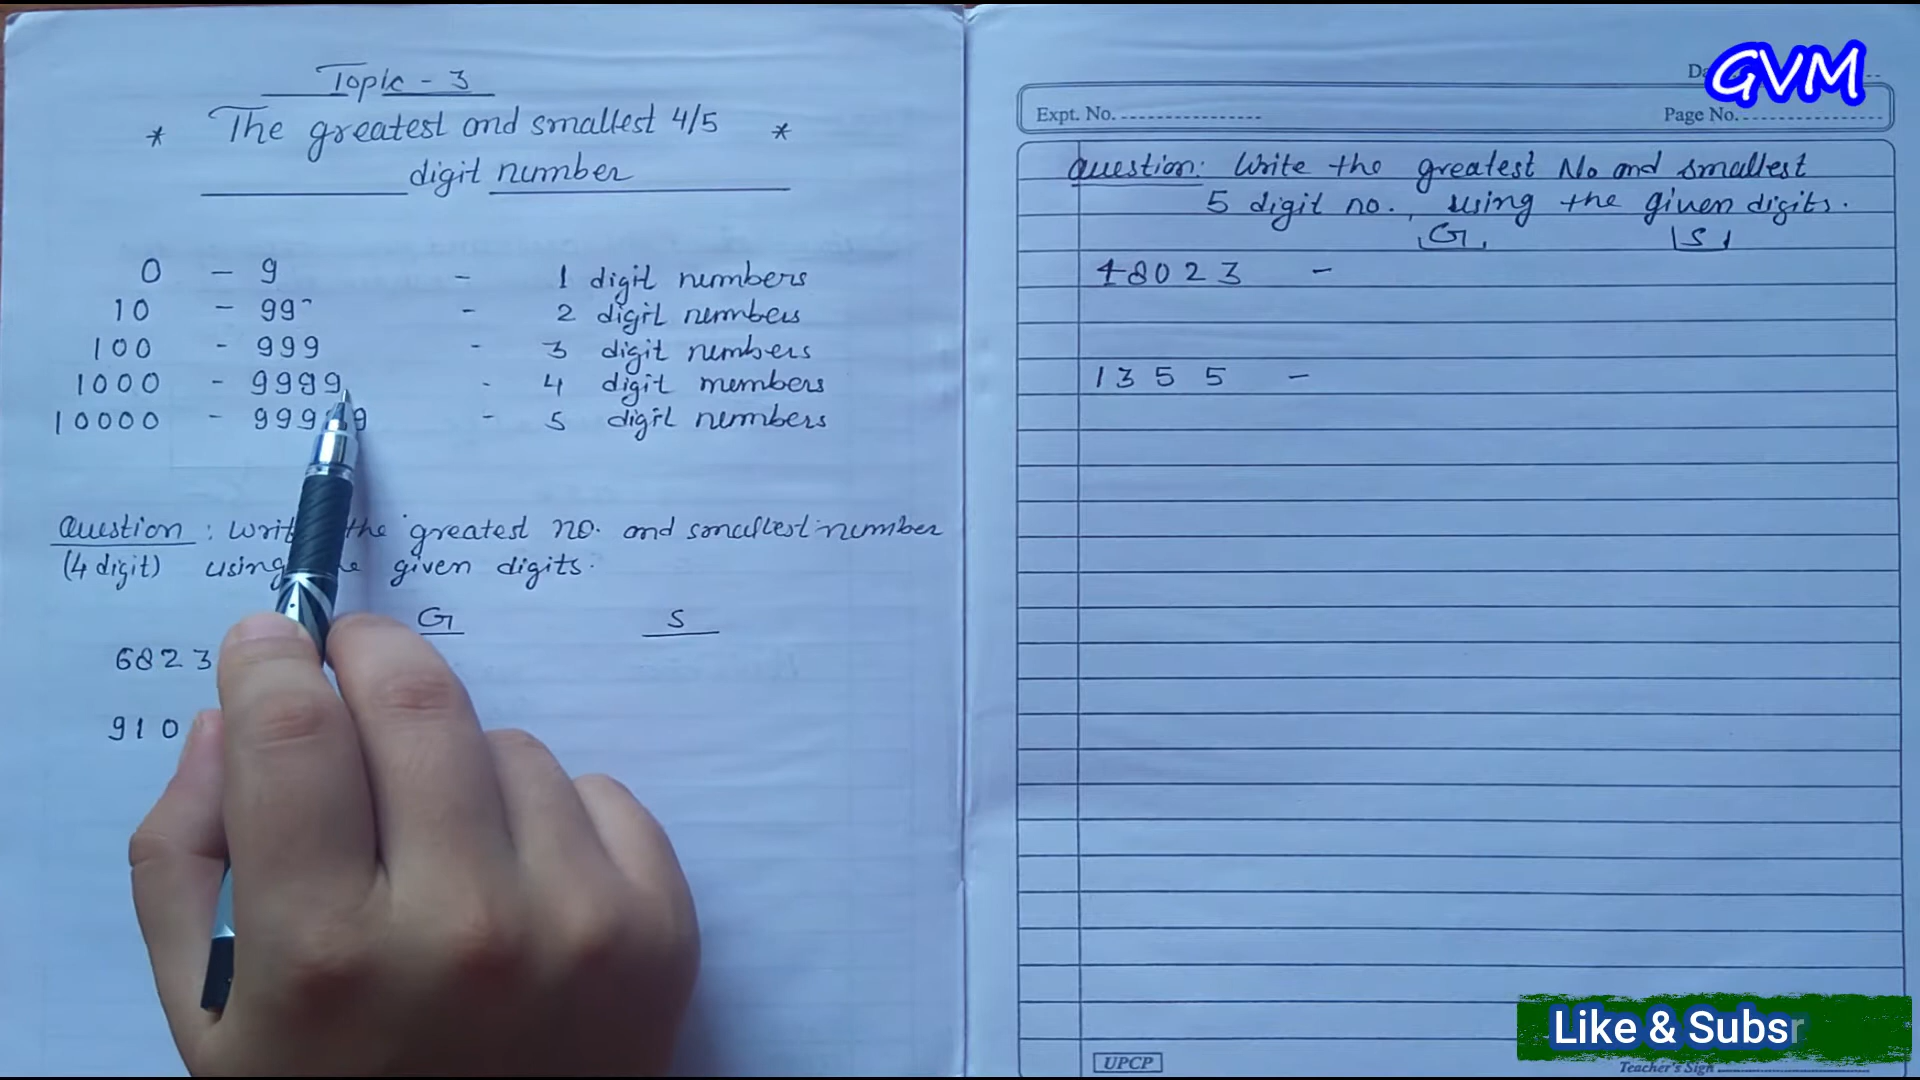 Topic - 3
* The greatest and smallest 4/5 *
digit number
0 - 9 - 1 digit numbers
10 - 99 - 2 digit numbers
100 - 999 - 3 digit numbers
1000 - 9999 - 4 digit numbers
10000 - 999 9 - 5 digit numbers
Question : Writ the greatest no. and smallest number
(4 digit) using e given digits.
G S
6823
910
GVM
Expt. No.
Page No.
Question: Write the greatest No and smallest
5 digit no., using the given digits.
G S
48023 -
1355 -
UPCP
Teacher's Sign
Like & Subsr